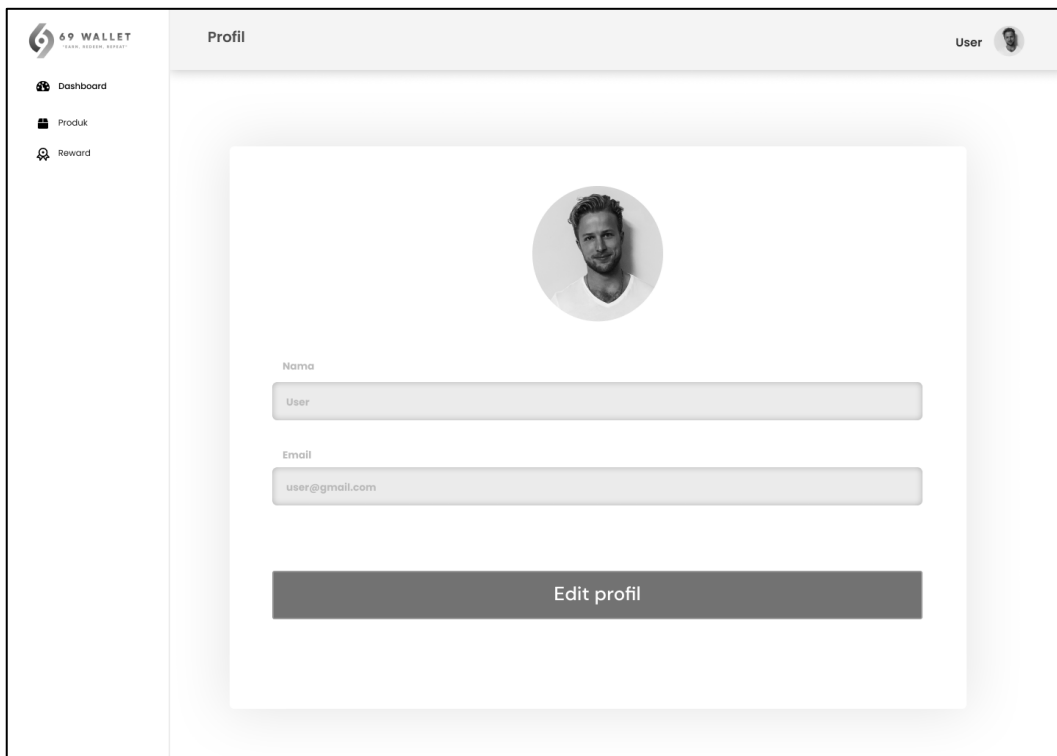 69 WALLET
"EARN, REDEEM, REPEAT"
Profil
User
Dashboard
Produk
Reward
Nama
User
Email
user@gmail.com
Edit profil